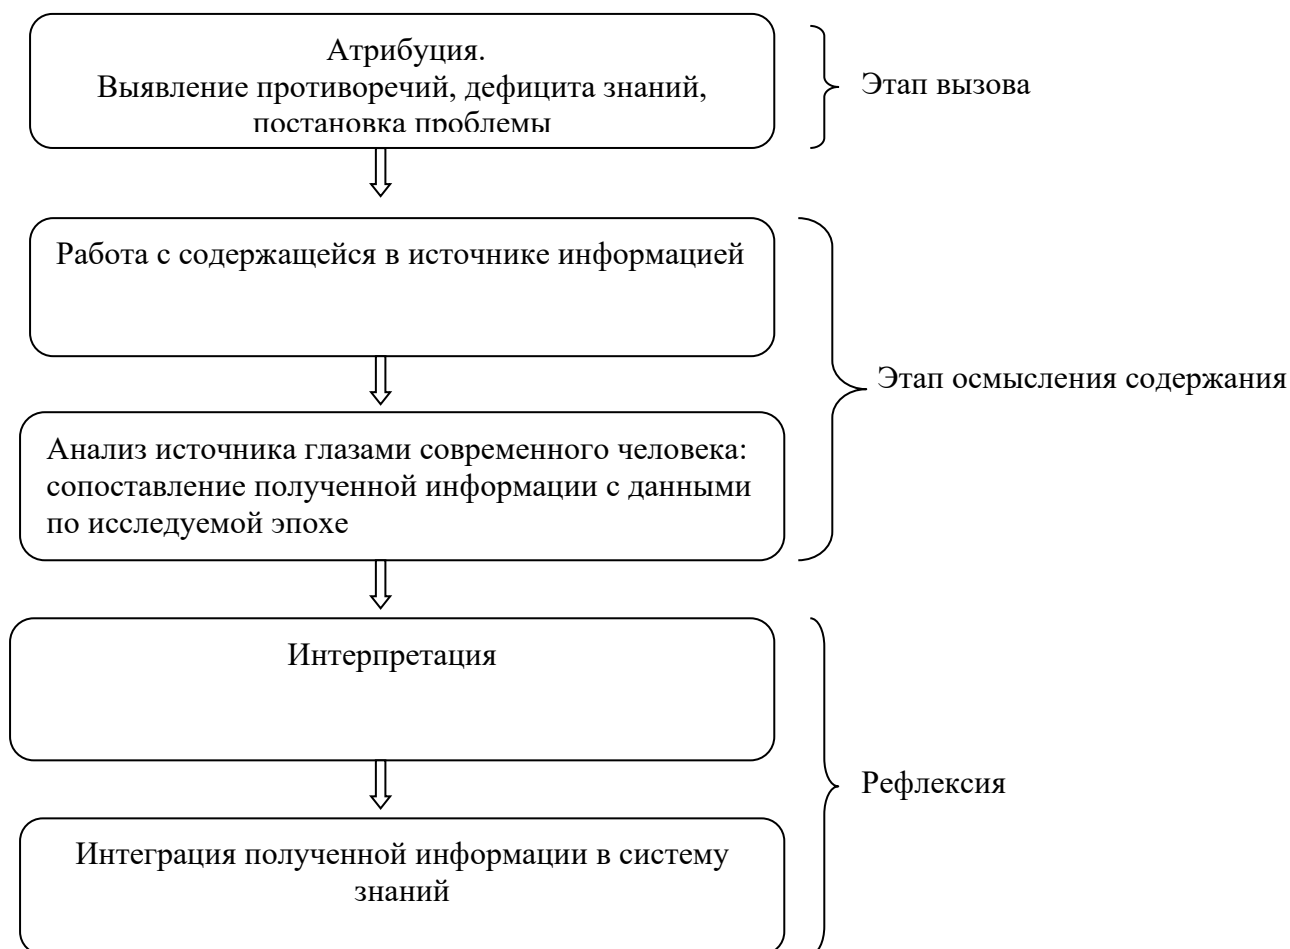 Атрибуция.
Выявление противоречий, дефицита знаний,
постановка проблемы
Этап вызова
Работа с содержащейся в источнике информацией
Этап осмысления содержания
Анализ источника глазами современного человека:
сопоставление полученной информации с данными
по исследуемой эпохе
Интерпретация
Рефлексия
Интеграция полученной информации в систему
знаний